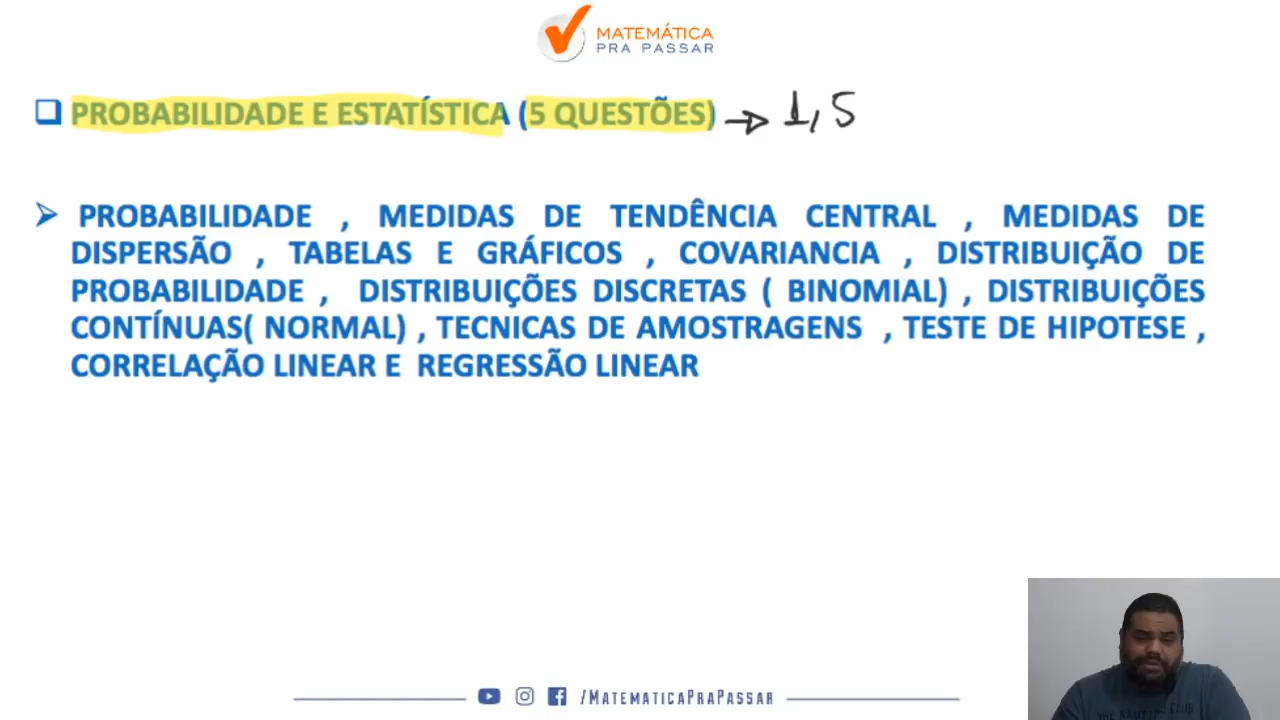 MATEMÁTICA
PRA PASSAR
PROBABILIDADE E ESTATÍSTICA (5 QUESTÕES) → 1,5
PROBABILIDADE , MEDIDAS DE TENDÊNCIA CENTRAL , MEDIDAS DE
DISPERSÃO , TABELAS E GRÁFICOS , COVARIANCIA , DISTRIBUIÇÃO DE
PROBABILIDADE , DISTRIBUIÇÕES DISCRETAS ( BINOMIAL) , DISTRIBUIÇÕES
CONTÍNUAS( NORMAL) , TECNICAS DE AMOSTRAGENS , TESTE DE HIPOTESE ,
CORRELAÇÃO LINEAR E REGRESSÃO LINEAR
/MATEMATICAPRAPASSAR